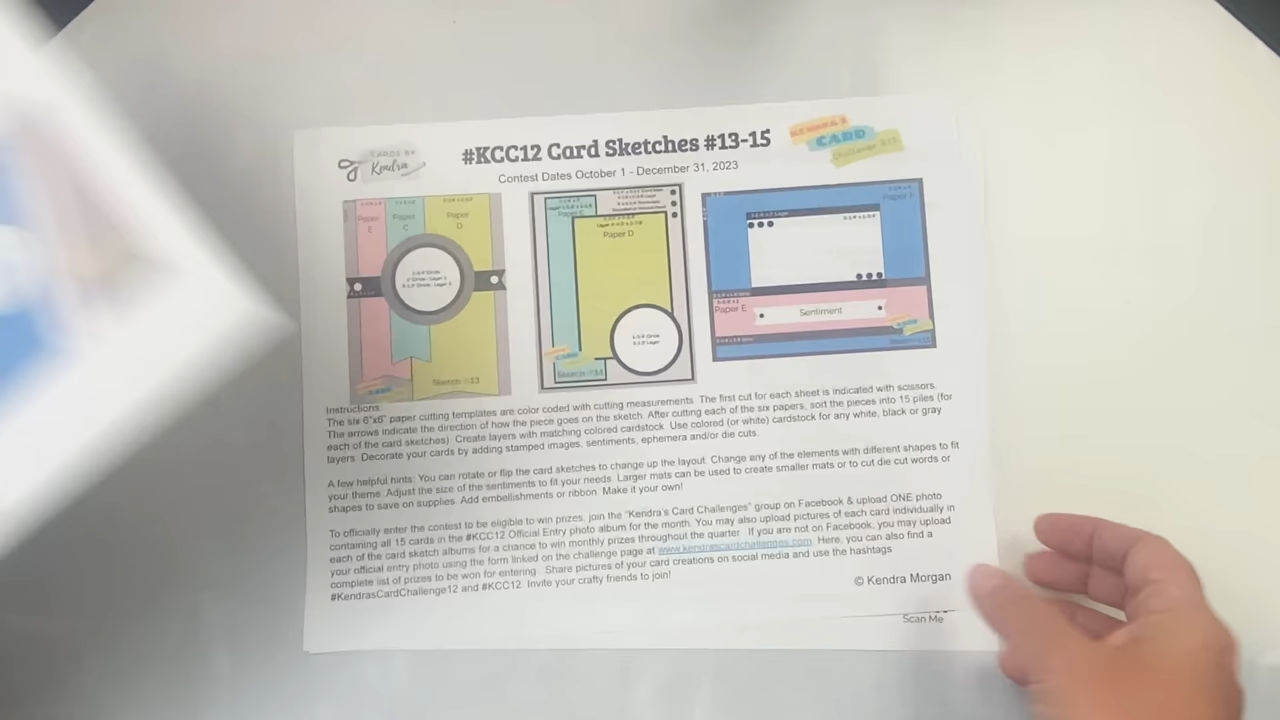 CARDS BY
Kendra
#KCC12 Card Sketches #13-15
Contest Dates October 1 - December 31, 2023
KENDRA'S
CARD
Challenge #12
Paper
E
Paper
C
Paper
D
Sketch #13
Paper C
Paper D
Sketch #14
Paper F
Paper E
Sentiment
Instructions:
The six 6"x6" paper cutting templates are color coded with cutting measurements. The first cut for each sheet is indicated with scissors.
The arrows indicate the direction of how the piece goes on the sketch. After cutting each of the six papers, sort the pieces into 15 piles (for
each of the card sketches). Create layers with matching colored cardstock. Use colored (or white) cardstock for any white, black or gray
layers. Decorate your cards by adding stamped images, sentiments, ephemera and/or die cuts.
A few helpful hints: You can rotate or flip the card sketches to change up the layout. Change any of the elements with different shapes to fit
your theme. Adjust the size of the sentiments to fit your needs. Larger mats can be used to create smaller mats or to cut die cut words or
shapes to save on supplies. Add embellishments or ribbon. Make it your own!
To officially enter the contest to be eligible to win prizes, join the "Kendra's Card Challenges" group on Facebook & upload ONE photo
containing all 15 cards in the #KCC12 Official Entry photo album for the month. You may also upload pictures of each card individually in
each of the card sketch albums for a chance to win monthly prizes throughout the quarter. If you are not on Facebook, you may upload
your official entry photo using the form linked on the challenge page at www.kendrascardchallenges.com. Here, you can also find a
complete list of prizes to be won for entering. Share pictures of your card creations on social media and use the hashtags
#KendrasCardChallenge12 and #KCC12. Invite your crafty friends to join!
© Kendra Morgan
Scan Me